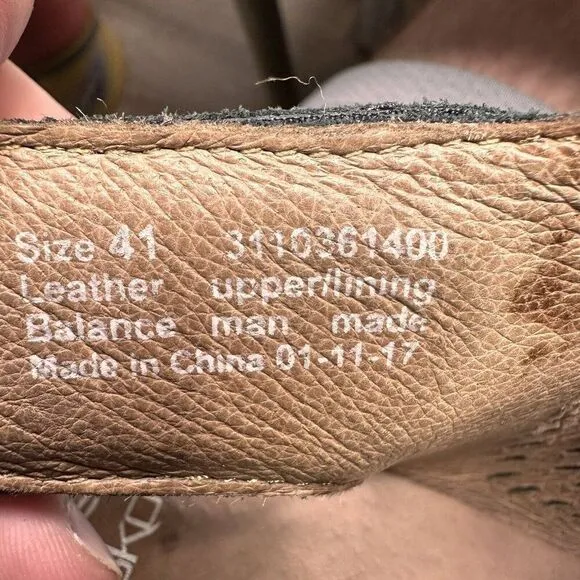 Size 41 3110361400
Leather upper/lining
Balance man made
Made in China 01-11-17